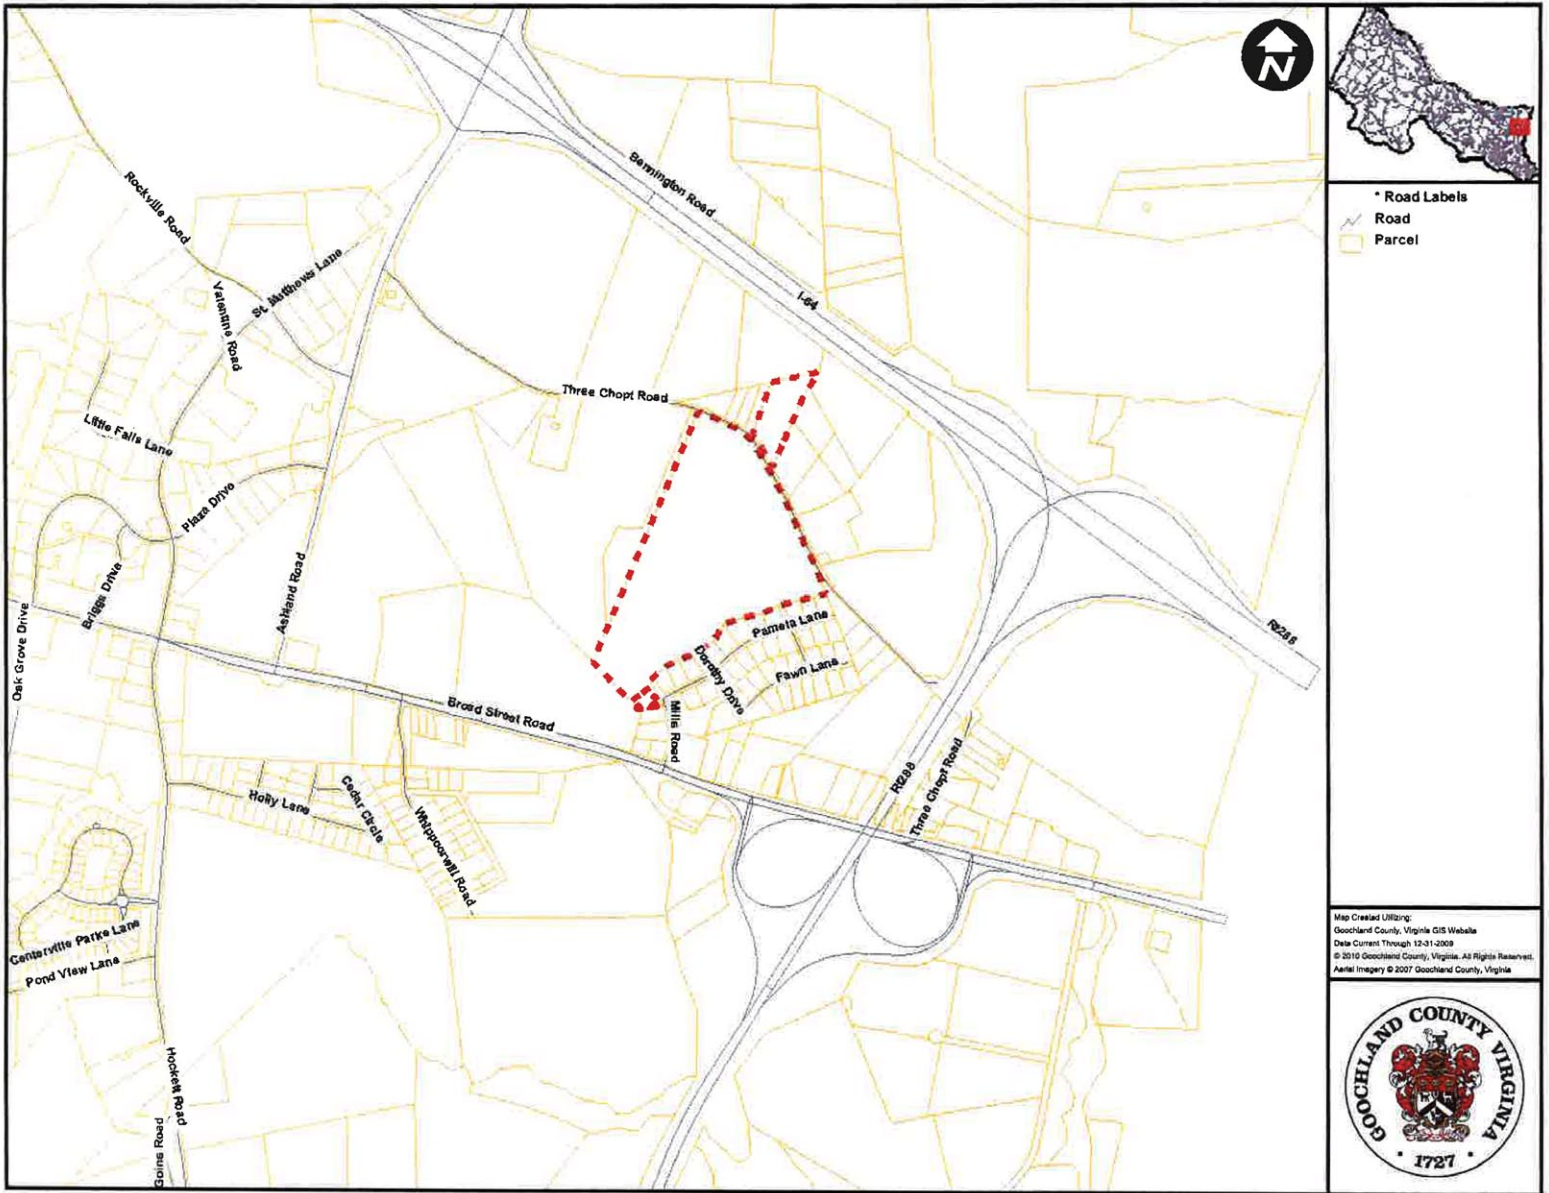 N
Bennington Road
Rockville Road
St. Matthews Lane
Valentine Road
I-64
Three Chopt Road
Little Falls Lane
Plaza Drive
Briggs Drive
Ashland Road
Oak Grove Drive
Rt288
Pamela Lane
Dorothy Drive
Fawn Lane
Mills Road
Broad Street Road
Rt288
Three Chopt Road
Holly Lane
Cedar Circle
Whippoorwill Road
Centerville Parke Lane
Pond View Lane
Hockett Road
Goins Road
* Road Labels
Road
Parcel
Map Created Utilizing:
Goochland County, Virginia GIS Website
Data Current Through 12-31-2009
© 2010 Goochland County, Virginia. All Rights Reserved.
Aerial Imagery © 2007 Goochland County, Virginia
GOOCHLAND COUNTY VIRGINIA
· 1727 ·